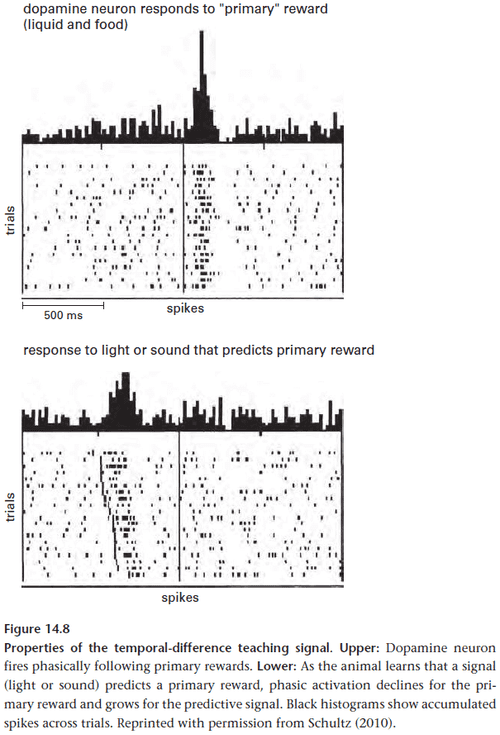 dopamine neuron responds to "primary" reward
(liquid and food)
trials
spikes
500 ms
response to light or sound that predicts primary reward
trials
spikes
Figure 14.8
Properties of the temporal-difference teaching signal. Upper: Dopamine neuron
fires phasically following primary rewards. Lower: As the animal learns that a signal
(light or sound) predicts a primary reward, phasic activation declines for the pri-
mary reward and grows for the predictive signal. Black histograms show accumulated
spikes across trials. Reprinted with permission from Schultz (2010).